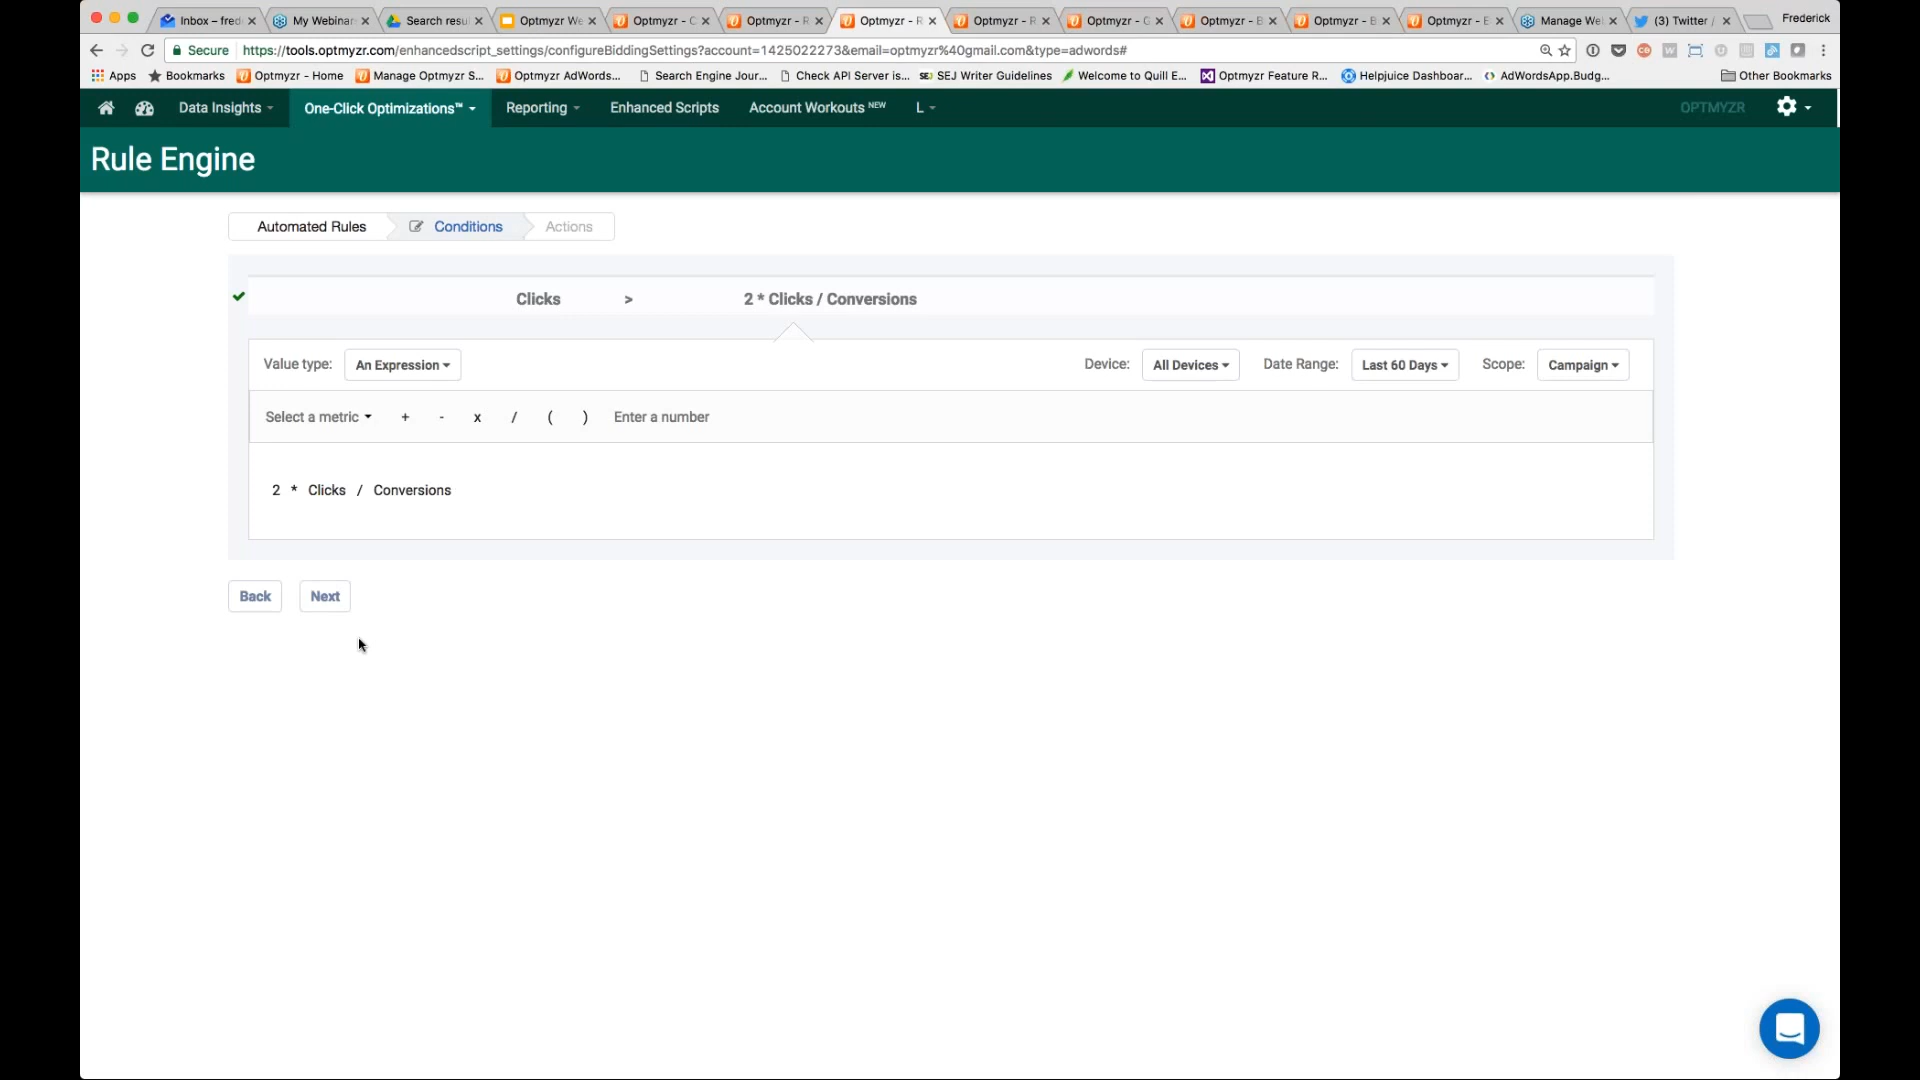 Inbox – fred
My Webinar
Search resu
Optmyzr We
Optmyzr - C
Optmyzr - R
Optmyzr - R
Optmyzr - R
Optmyzr - C
Optmyzr - B
Optmyzr - B
Optmyzr - E
Manage We
(3) Twitter /
Frederick
Secure https://tools.optmyzr.com/enhancedscript_settings/configureBiddingSettings?account=1425022273&email=optmyzr%40gmail.com&type=adwords#
Apps Bookmarks Optmyzr - Home Manage Optmyzr S... Optmyzr AdWords... Search Engine Jour... Check API Server is... SEJ SEJ Writer Guidelines Welcome to Quill E... Optmyzr Feature R... Helpjuice Dashboar... AdWordsApp.Budg... Other Bookmarks
Data Insights One-Click Optimizations™ Reporting Enhanced Scripts Account Workouts NEW L OPTMYZR
Rule Engine
Automated Rules Conditions Actions
Clicks > 2 * Clicks / Conversions
Value type: An Expression Device: All Devices Date Range: Last 60 Days Scope: Campaign
Select a metric + - x / ( ) Enter a number
2 * Clicks / Conversions
Back Next